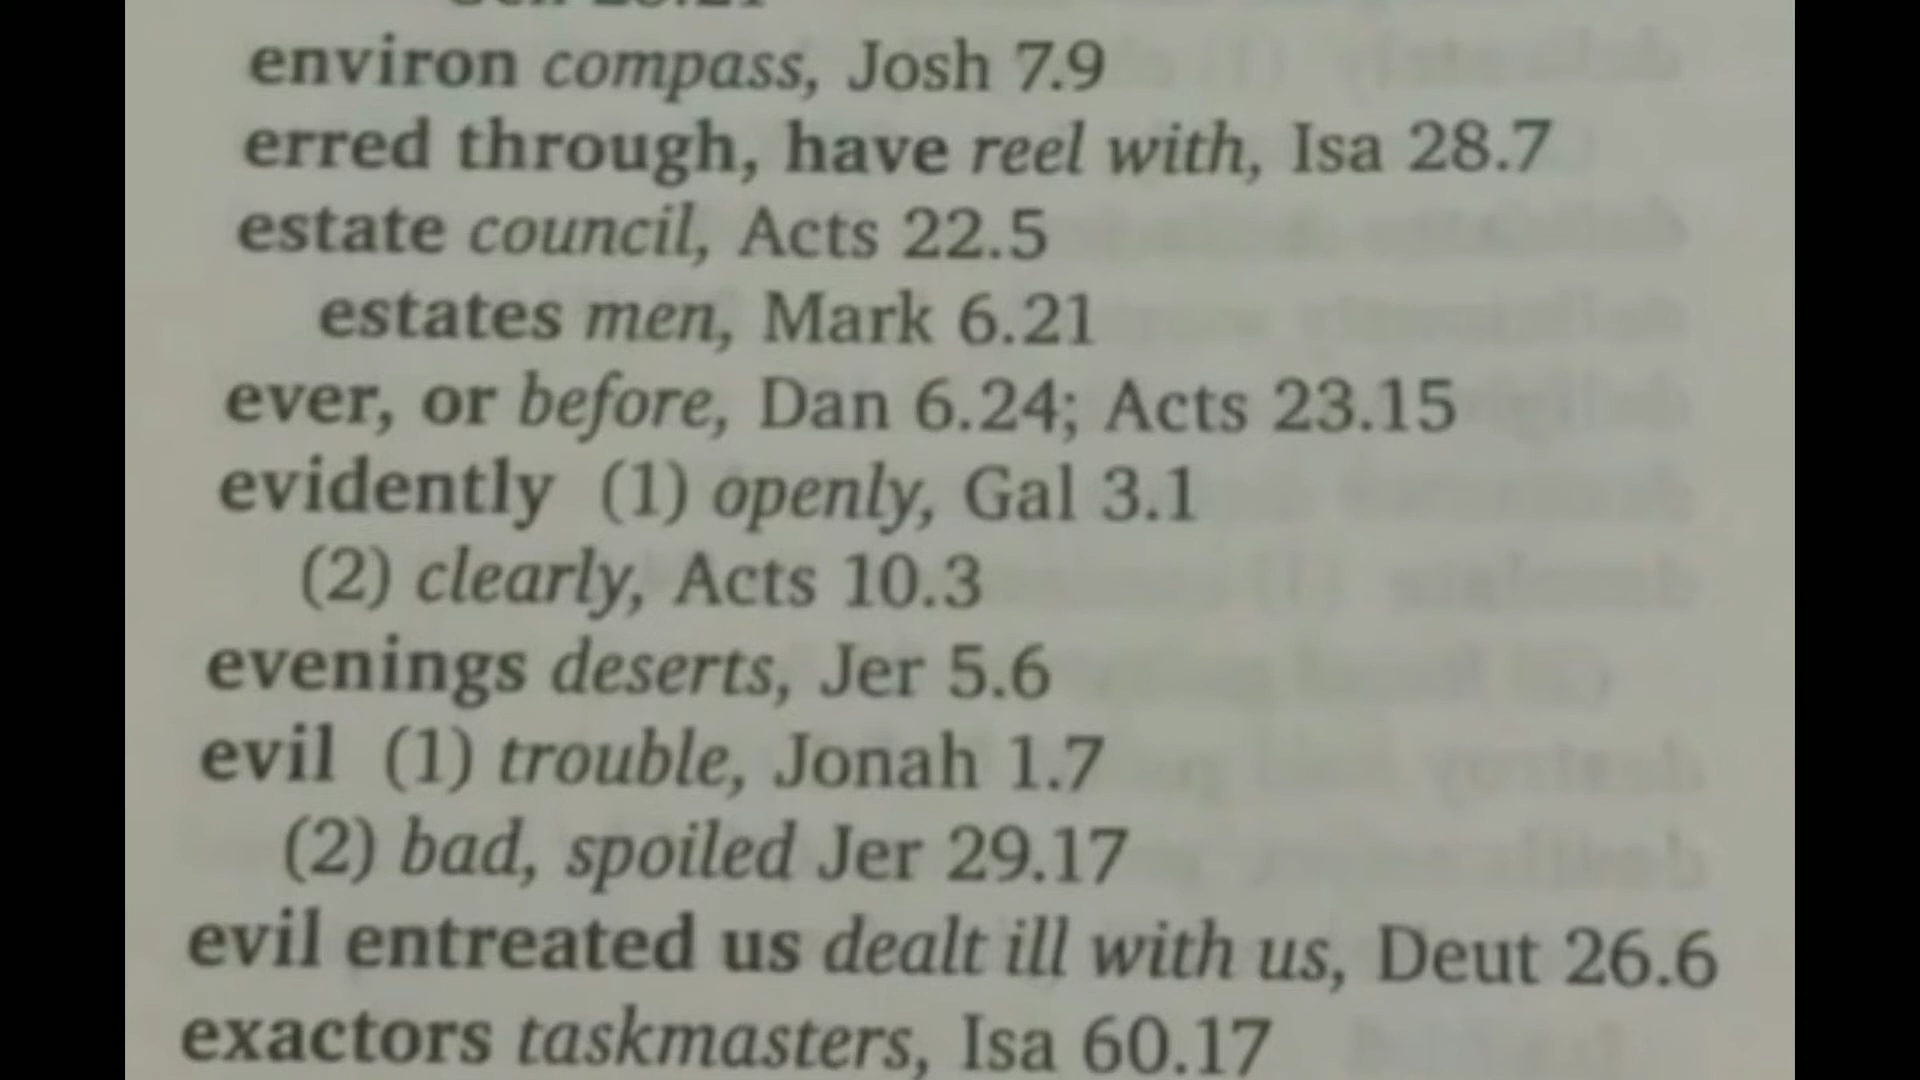 environ compass, Josh 7.9
erred through, have reel with, Isa 28.7
estate council, Acts 22.5
estates men, Mark 6.21
ever, or before, Dan 6.24; Acts 23.15
evidently (1) openly, Gal 3.1
(2) clearly, Acts 10.3
evenings deserts, Jer 5.6
evil (1) trouble, Jonah 1.7
(2) bad, spoiled Jer 29.17
evil entreated us dealt ill with us, Deut 26.6
exactors taskmasters, Isa 60.17